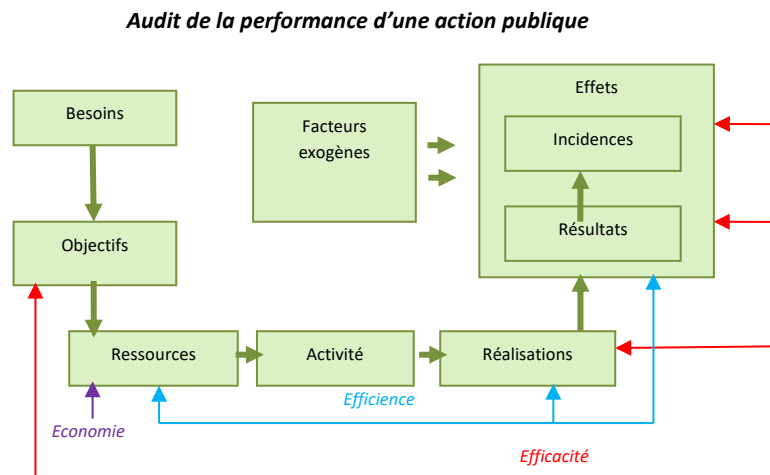 Audit de la performance d’une action publique
Besoins
Facteurs
exogènes
Effets
Incidences
Objectifs
Résultats
Ressources
Activité
Réalisations
Economie
Efficience
Efficacité